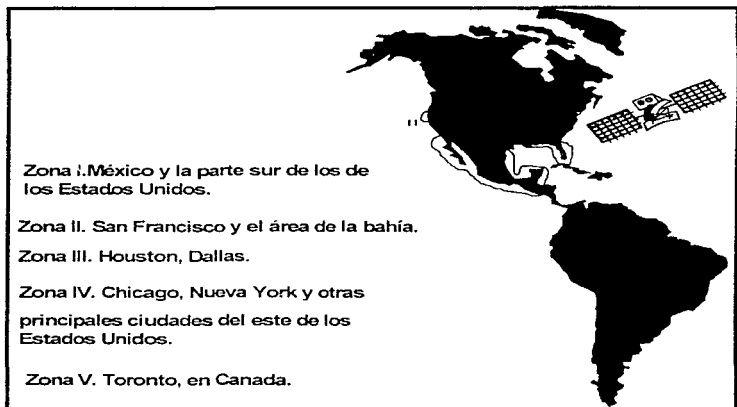 II
Zona I.México y la parte sur de los de
los Estados Unidos.
Zona II. San Francisco y el área de la bahía.
Zona III. Houston, Dallas.
Zona IV. Chicago, Nueva York y otras
principales ciudades del este de los
Estados Unidos.
Zona V. Toronto, en Canada.